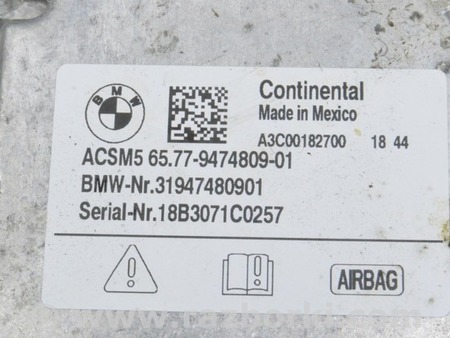 BMW
Continental
Made in Mexico
A3C00182700 18 44
ACSM5 65.77-9474809-01
BMW-Nr.31947480901
Serial-Nr.18B3071C0257
AIRBAG